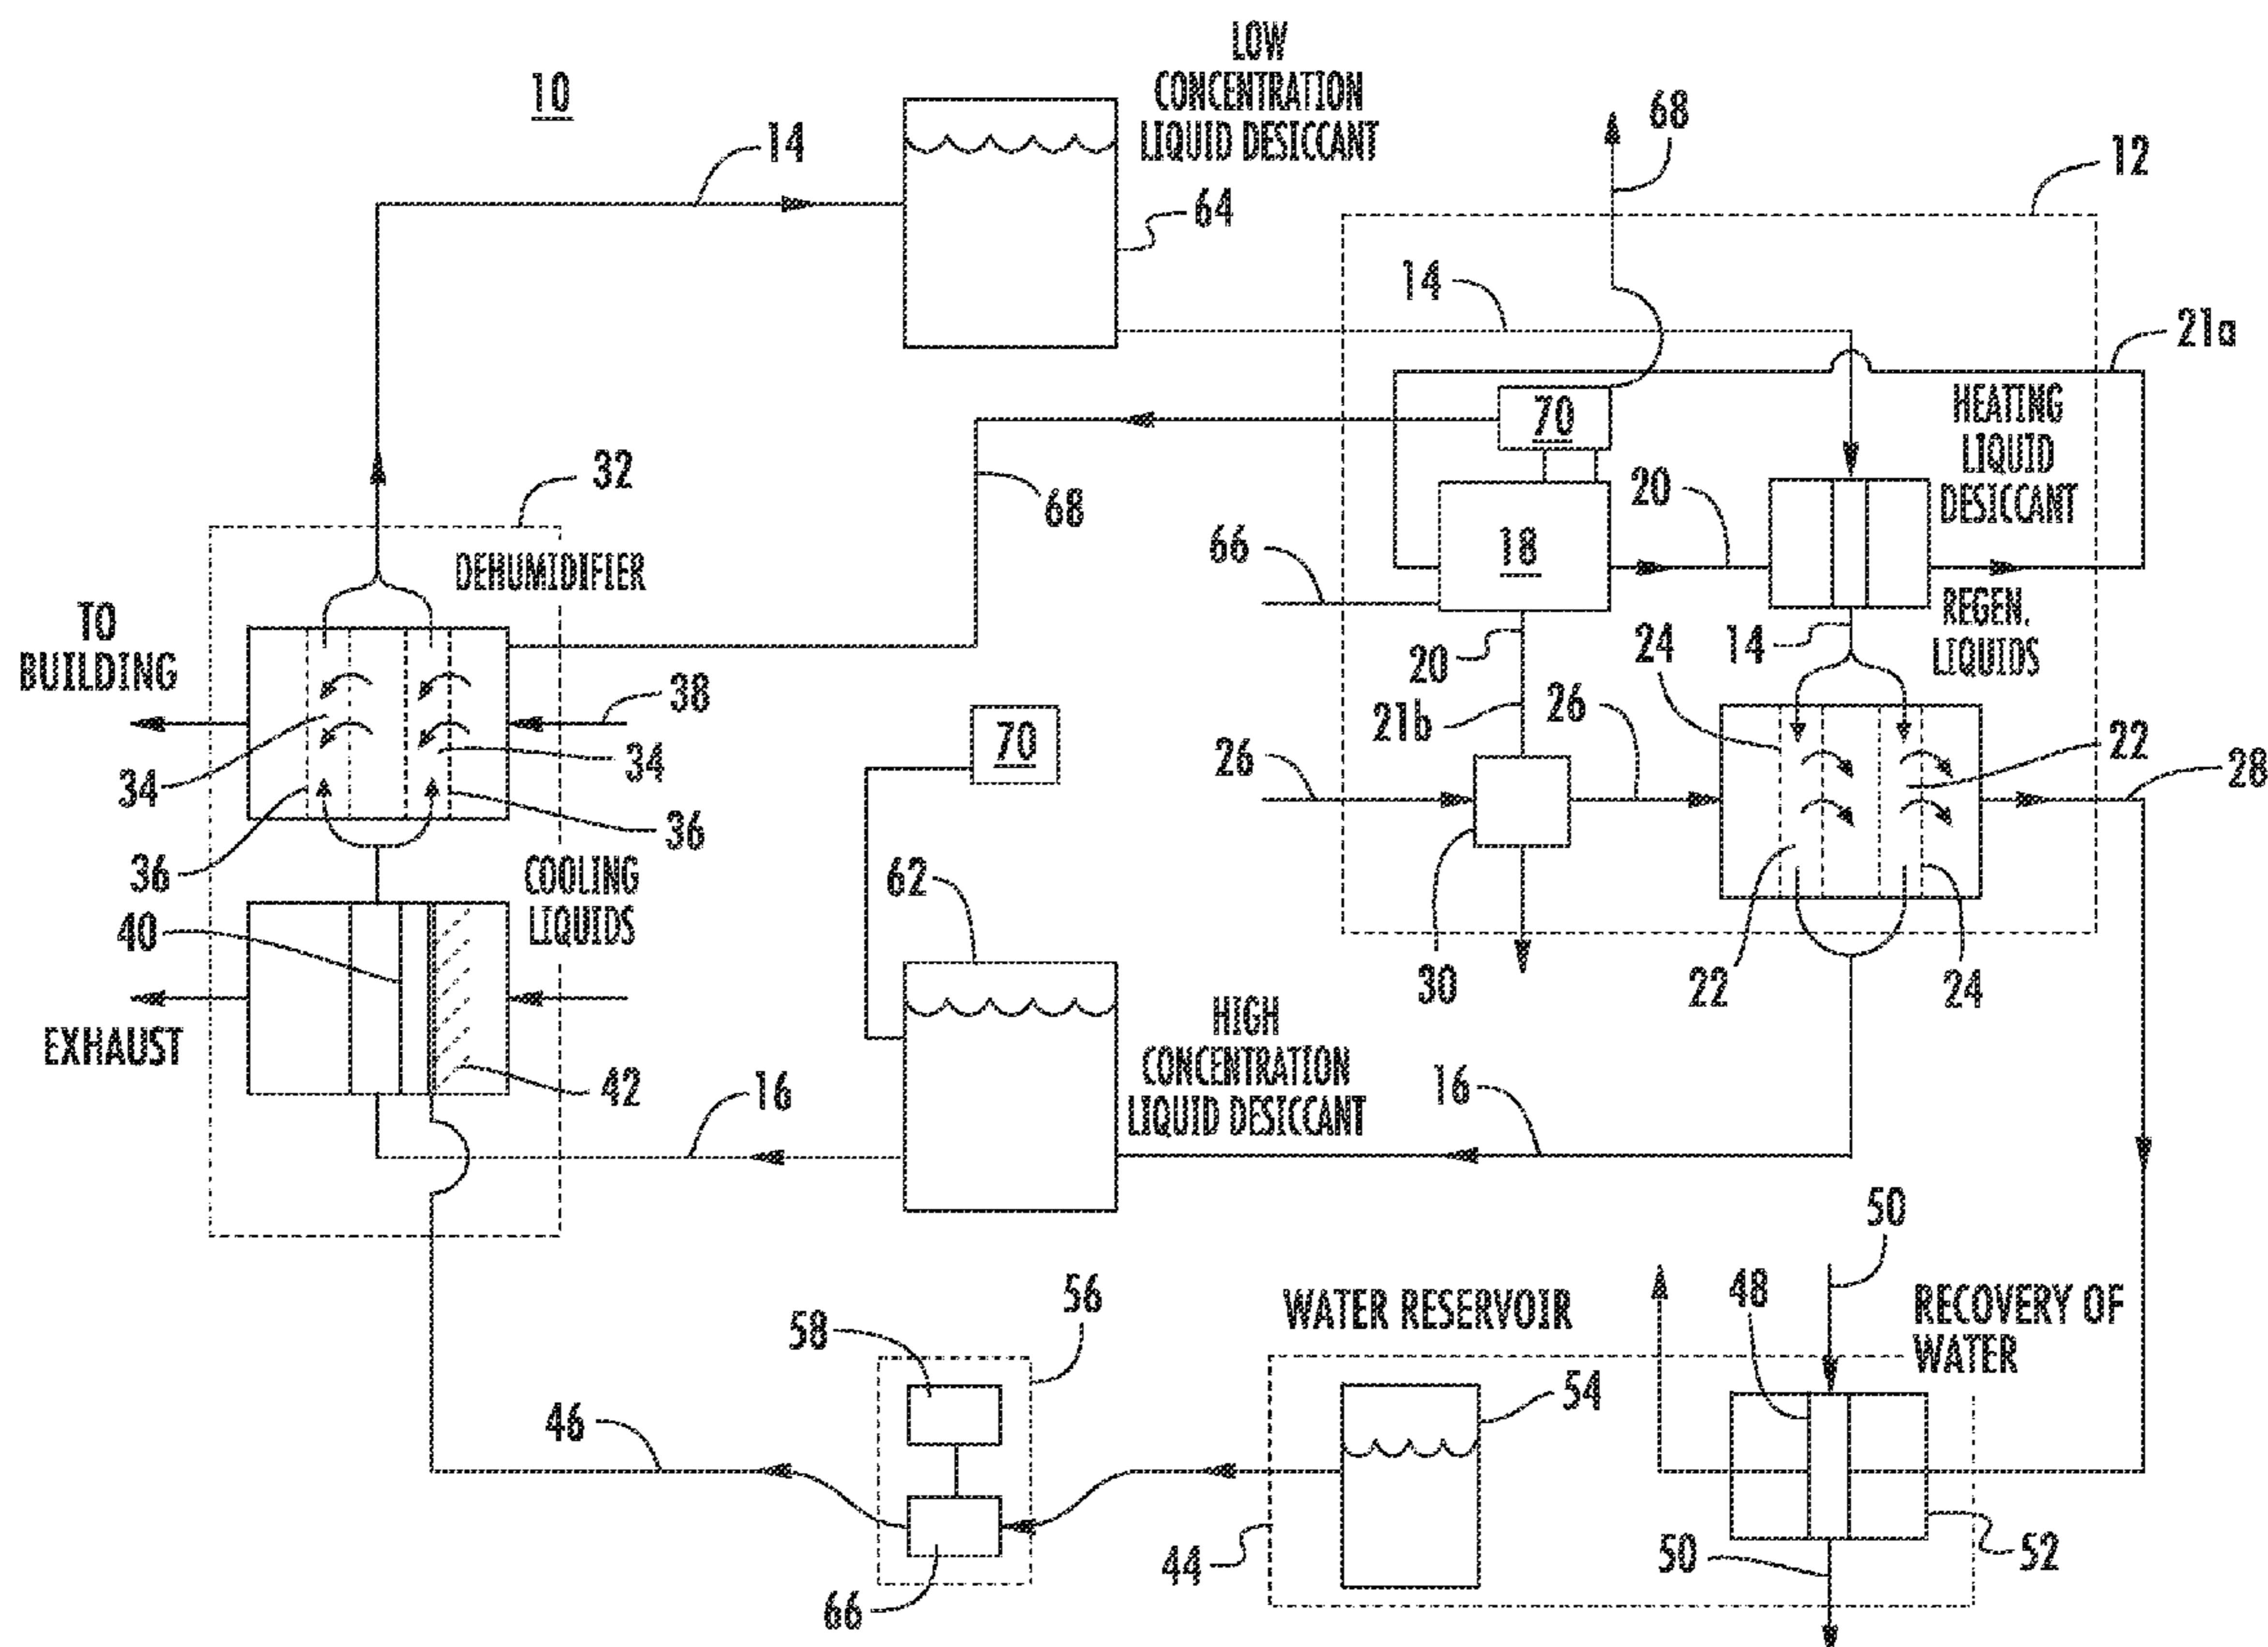 10
LOW
CONCENTRATION
LIQUID DESICCANT
14
68
12
64
14
21a
70
HEATING
LIQUID
DESICCANT
32
68
20
66
18
DEHUMIDIFIER
TO
BUILDING
REGEN.
LIQUIDS
20
24
14
38
21b
26
34
34
70
26
22
28
36
36
COOLING
LIQUIDS
62
40
30
22
24
EXHAUST
42
HIGH
CONCENTRATION
LIQUID DESICCANT
16
16
50
56
WATER RESERVOIR
48
RECOVERY OF
WATER
58
54
46
44
50
52
66